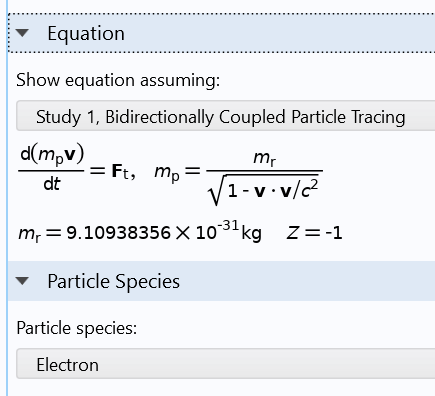 Equation
Show equation assuming:
Study 1, Bidirectionally Coupled Particle Tracing
d(mₚv)/dt = Fₜ, mₚ = mᵣ/√(1 - v · v/c²)
mᵣ = 9.10938356 × 10⁻³¹ kg Z = -1
Particle Species
Particle species:
Electron